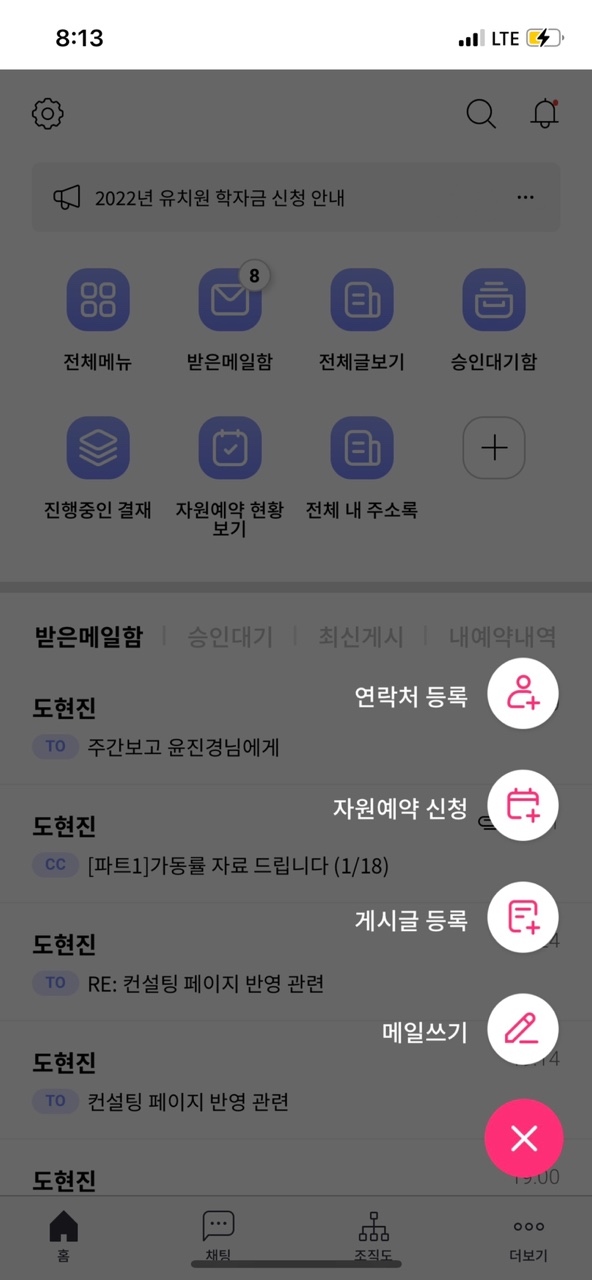 8:13
LTE
2022년 유치원 학자금 신청 안내
8
전체메뉴
받은메일함
전체글보기
승인대기함
진행중인 결재
자원예약 현황
보기
전체 내 주소록
받은메일함
승인대기
최신게시
내예약내역
도현진
연락처 등록
TO 주간보고 윤진경님에게
자원예약 신청
도현진
CC [파트1]가동률 자료 드립니다 (1/18)
게시글 등록
도현진
TO RE: 컨설팅 페이지 반영 관련
메일쓰기
도현진
TO 컨설팅 페이지 반영 관련
도현진
19:00
홈
채팅
조직도
더보기